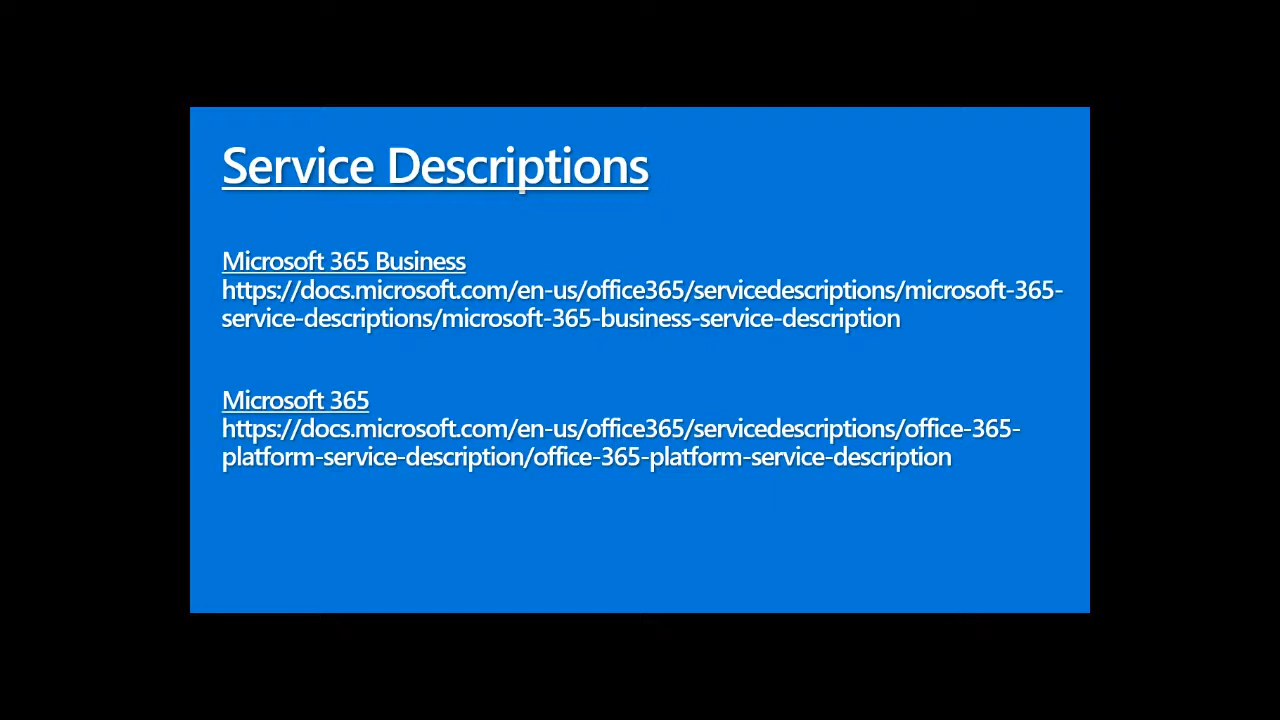 Service Descriptions
Microsoft 365 Business
https://docs.microsoft.com/en-us/office365/servicedescriptions/microsoft-365-
service-descriptions/microsoft-365-business-service-description
Microsoft 365
https://docs.microsoft.com/en-us/office365/servicedescriptions/office-365-
platform-service-description/office-365-platform-service-description